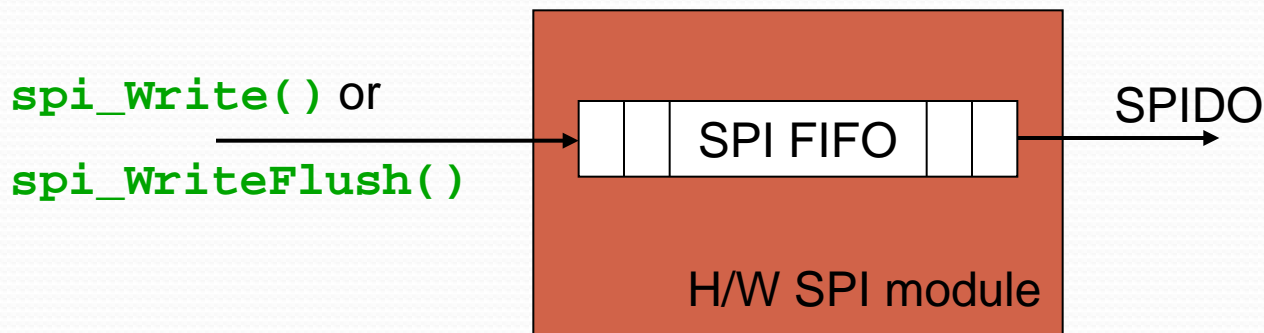 spi_Write() or
spi_WriteFlush()
SPI FIFO
SPIDO
H/W SPI module